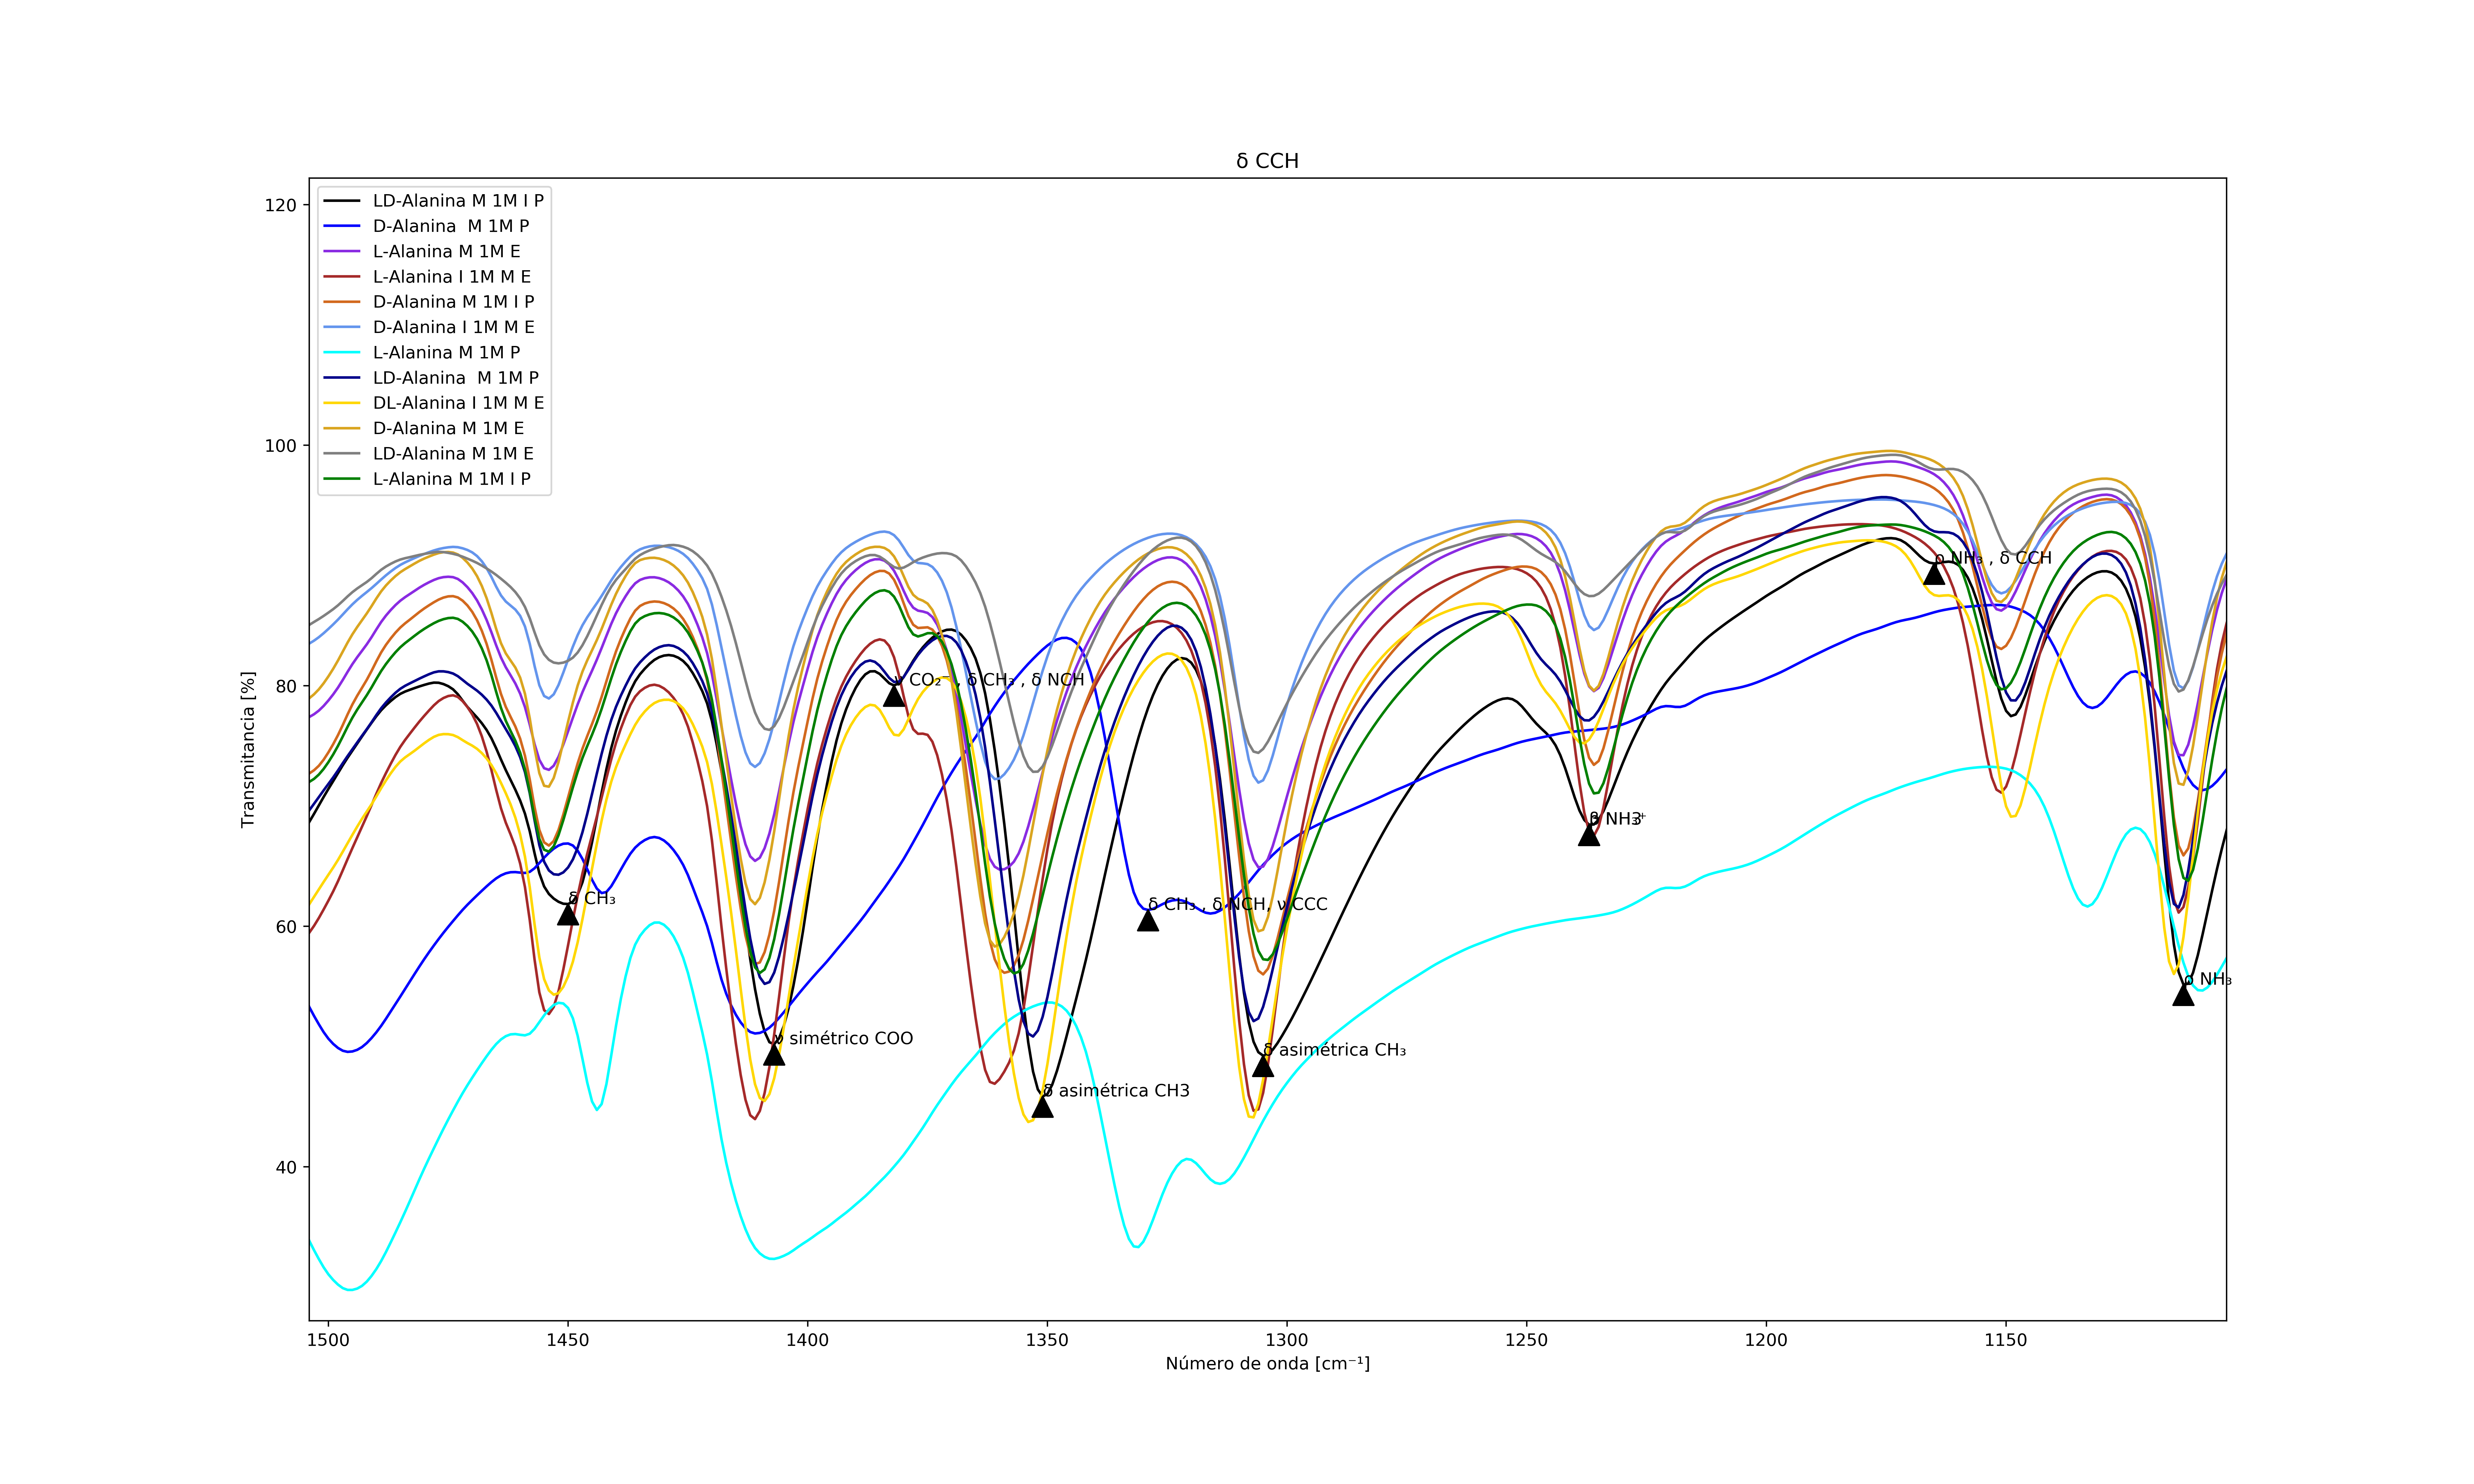 δ CCH
120
100
80
60
40
Transmitancia [%]
LD-Alanina M 1M I P
D-Alanina  M 1M P
L-Alanina M 1M E
L-Alanina I 1M M E
D-Alanina M 1M I P
D-Alanina I 1M M E
L-Alanina M 1M P
LD-Alanina  M 1M P
DL-Alanina I 1M M E
D-Alanina M 1M E
LD-Alanina M 1M E
L-Alanina M 1M I P
ρ NH₃ , δ CCH
CO₂⁻ , δ CH₃ , δ NCH
NH3
δ CH₃
δ CH₃ , δ NCH, ν CCC
ν simétrico COO
δ asimétrica CH₃
δ asimétrica CH3
ρ NH₃
1500
1450
1400
1350
1300
1250
1200
1150
Número de onda [cm⁻¹]